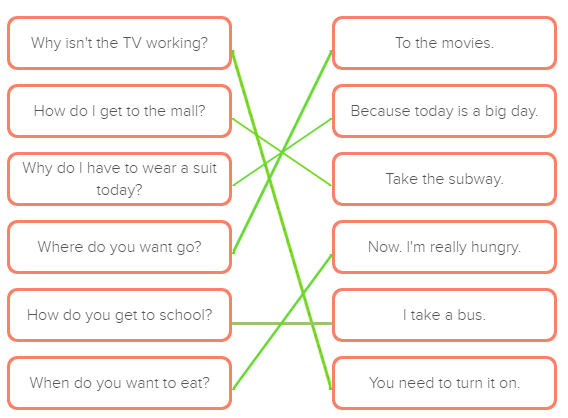 Why isn't the TV working?
To the movies.
How do I get to the mall?
Because today is a big day.
Why do I have to wear a suit
today?
Take the subway.
Where do you want go?
Now. I'm really hungry.
How do you get to school?
I take a bus.
When do you want to eat?
You need to turn it on.